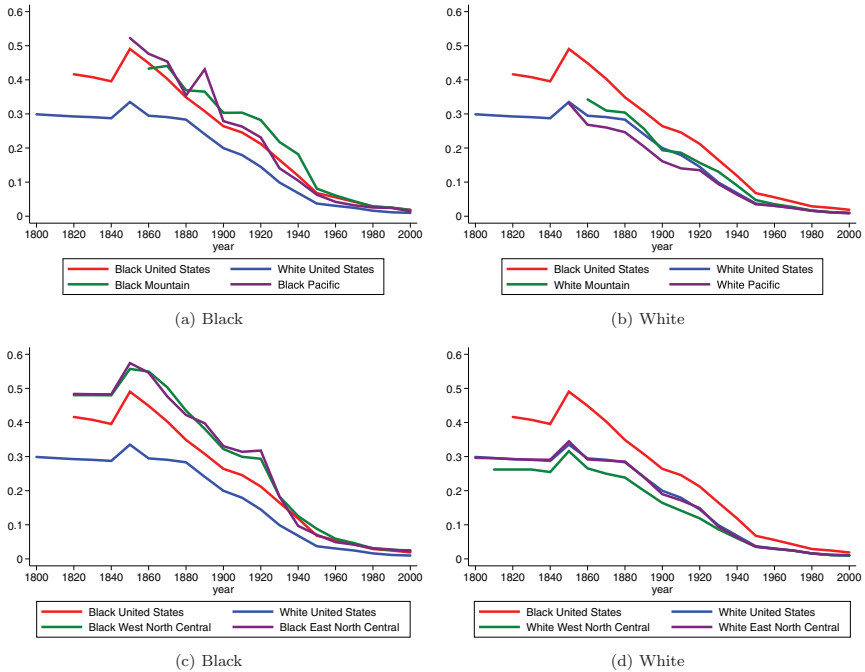 0.6
0.5
0.4
0.3
0.2
0.1
0
1800 1820 1840 1860 1880 1900 1920 1940 1960 1980 2000
year
Black United States White United States
Black Mountain Black Pacific
(a) Black
0.6
0.5
0.4
0.3
0.2
0.1
0
1800 1820 1840 1860 1880 1900 1920 1940 1960 1980 2000
year
Black United States White United States
White Mountain White Pacific
(b) White
0.6
0.5
0.4
0.3
0.2
0.1
0
1800 1820 1840 1860 1880 1900 1920 1940 1960 1980 2000
year
Black United States White United States
Black West North Central Black East North Central
(c) Black
0.6
0.5
0.4
0.3
0.2
0.1
0
1800 1820 1840 1860 1880 1900 1920 1940 1960 1980 2000
year
Black United States White United States
White West North Central White East North Central
(d) White